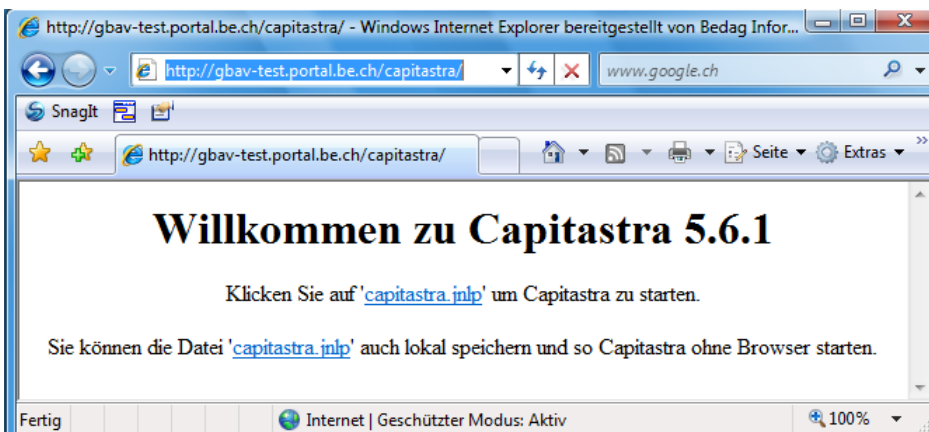 http://gbav-test.portal.be.ch/capitastra/ - Windows Internet Explorer bereitgestellt von Bedag Infor...
http://gbav-test.portal.be.ch/capitastra/
www.google.ch
SnagIt
http://gbav-test.portal.be.ch/capitastra/
Seite
Extras
Willkommen zu Capitastra 5.6.1
Klicken Sie auf 'capitastra.jnlp' um Capitastra zu starten.
Sie können die Datei 'capitastra.jnlp' auch lokal speichern und so Capitastra ohne Browser starten.
Fertig
Internet | Geschützter Modus: Aktiv
100%